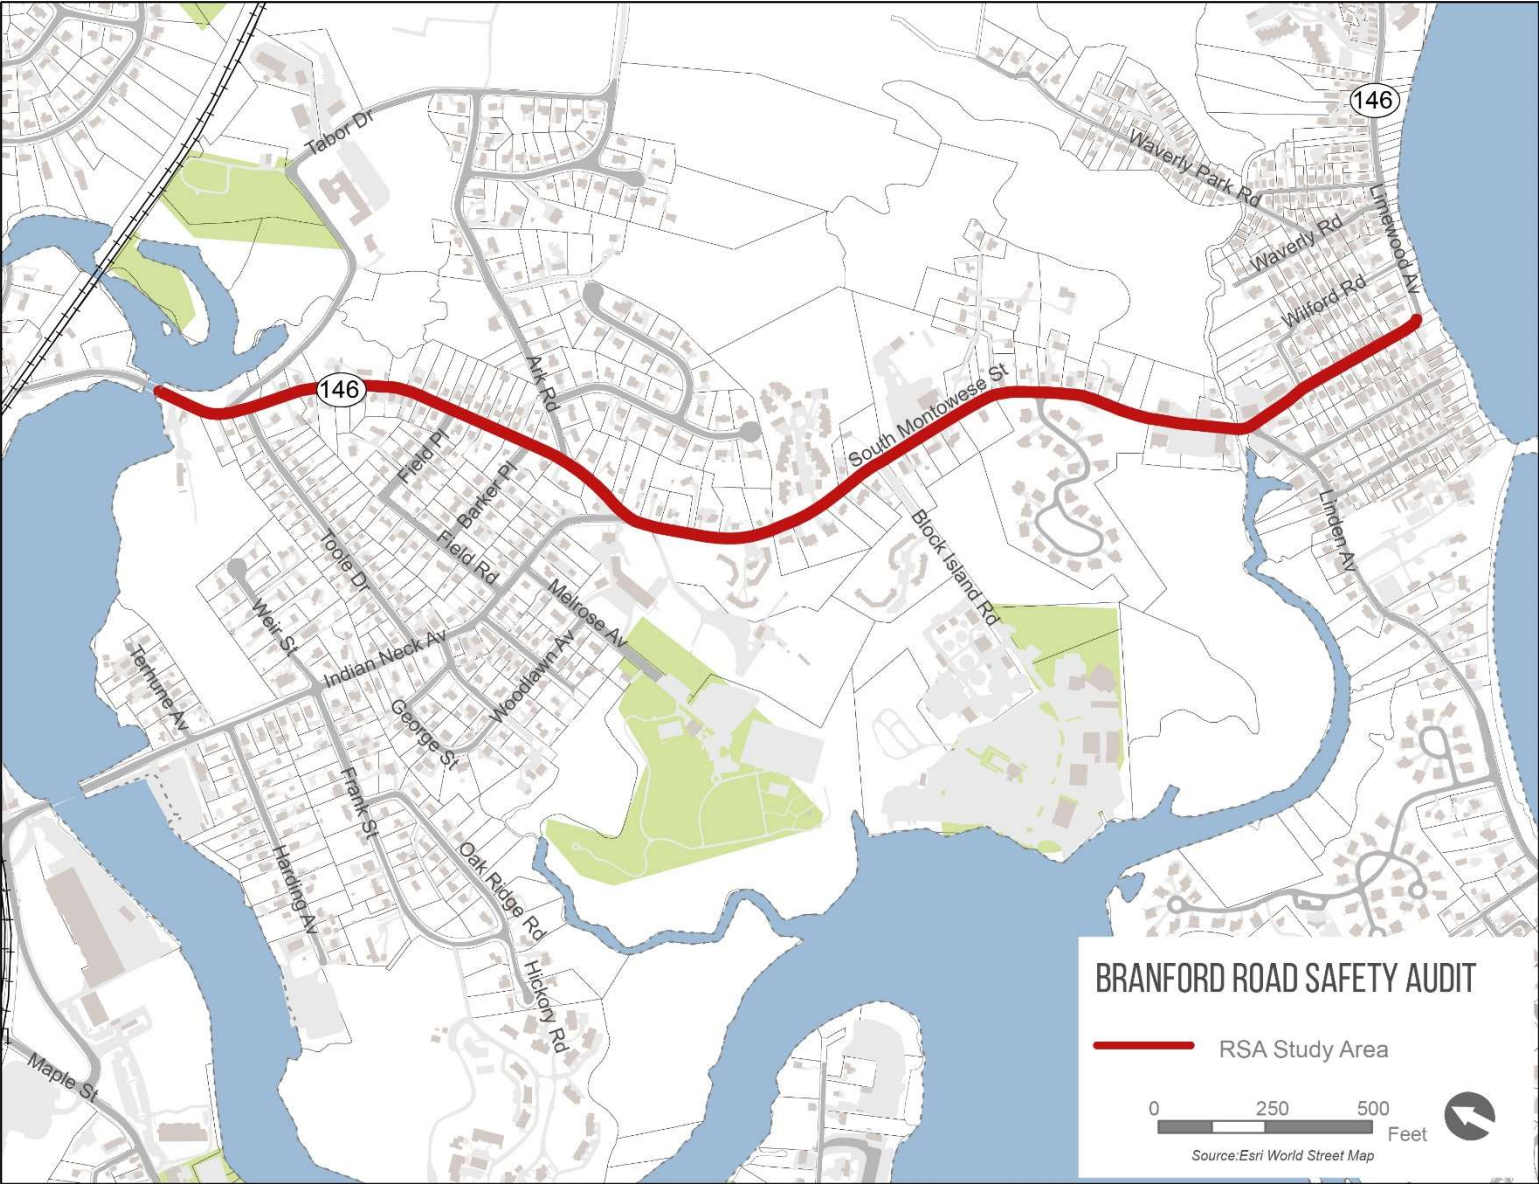 146
Tabor Dr
Waverly Park Rd
Limewood Av
Waverly Rd
Wilford Rd
146
Ark Rd
South Montowese St
Field Pl
Barker Pl
Field Rd
Toole Dr
Block Island Rd
Linden Av
Melrose Av
Weir St
Indian Neck Av
Woodlawn Av
Terhune Av
George St
Frank St
Harding Av
Oak Ridge Rd
Hickory Rd
Maple St
BRANFORD ROAD SAFETY AUDIT
RSA Study Area
0 250 500
Feet
Source:Esri World Street Map